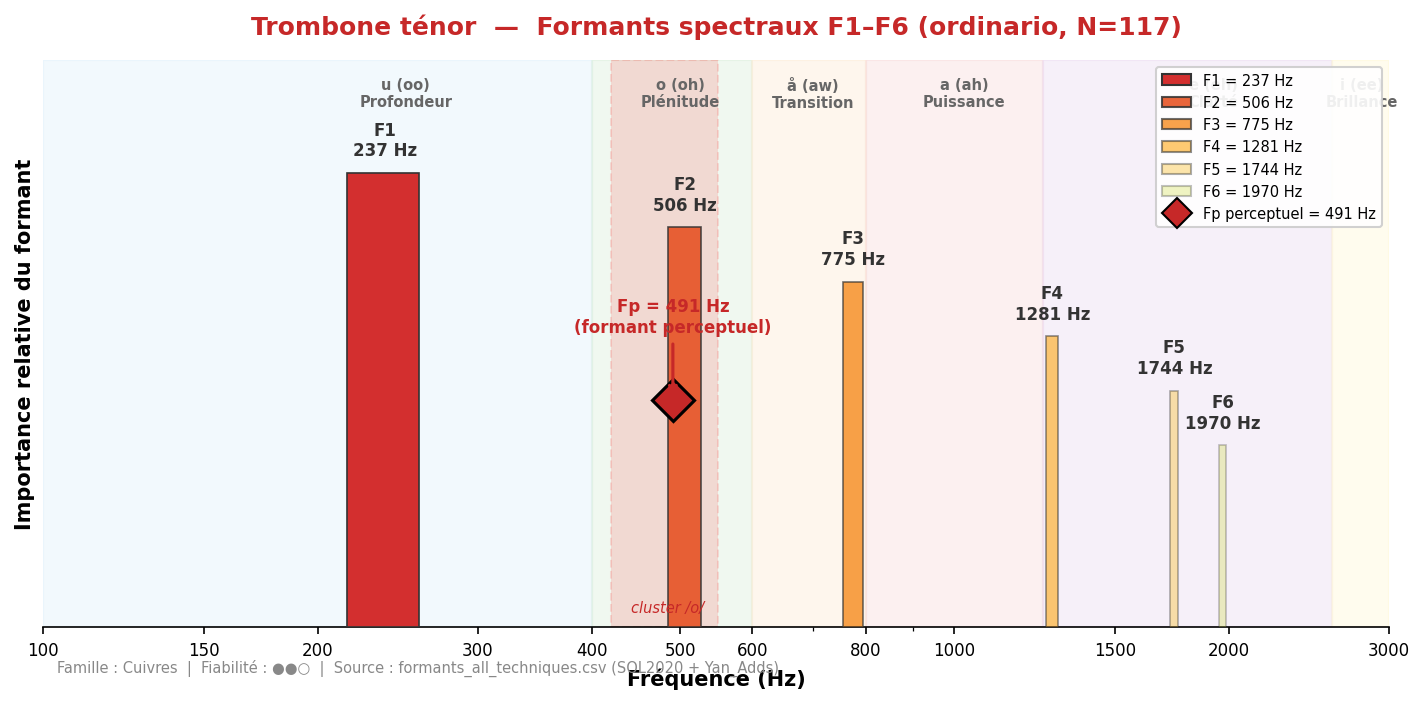 Trombone ténor — Formants spectraux F1–F6 (ordinario, N=117)
u (oo)
Profondeur
o (oh)
Plénitude
å (aw)
Transition
a (ah)
Puissance
i (ee)
Brillance
F1 = 237 Hz
F2 = 506 Hz
F3 = 775 Hz
F4 = 1281 Hz
F5 = 1744 Hz
F6 = 1970 Hz
Fp perceptuel = 491 Hz
F1
237 Hz
F2
506 Hz
F3
775 Hz
F4
1281 Hz
F5
1744 Hz
F6
1970 Hz
Fp = 491 Hz
(formant perceptuel)
cluster /o/
Importance relative du formant
100 150 200 300 400 500 600 800 1000 1500 2000 3000
Famille : Cuivres | Fiabilité : ●●○ | Source : formants_all_techniques.csv (SOL2020 + Yan_Adds)
Fréquence (Hz)